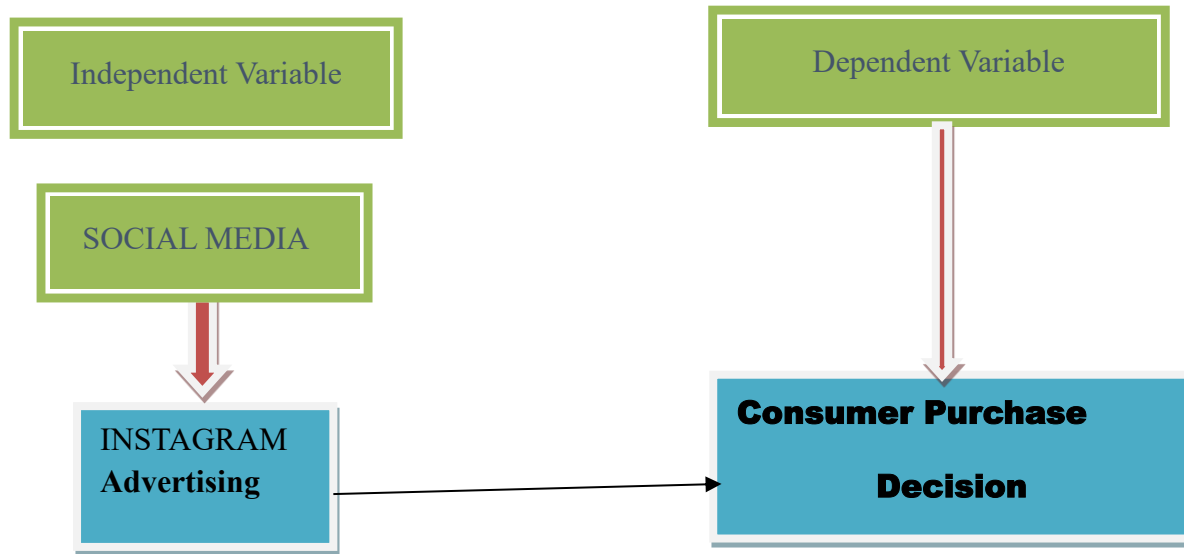 Independent Variable
Dependent Variable
SOCIAL MEDIA
INSTAGRAM
Advertising
Consumer Purchase
Decision